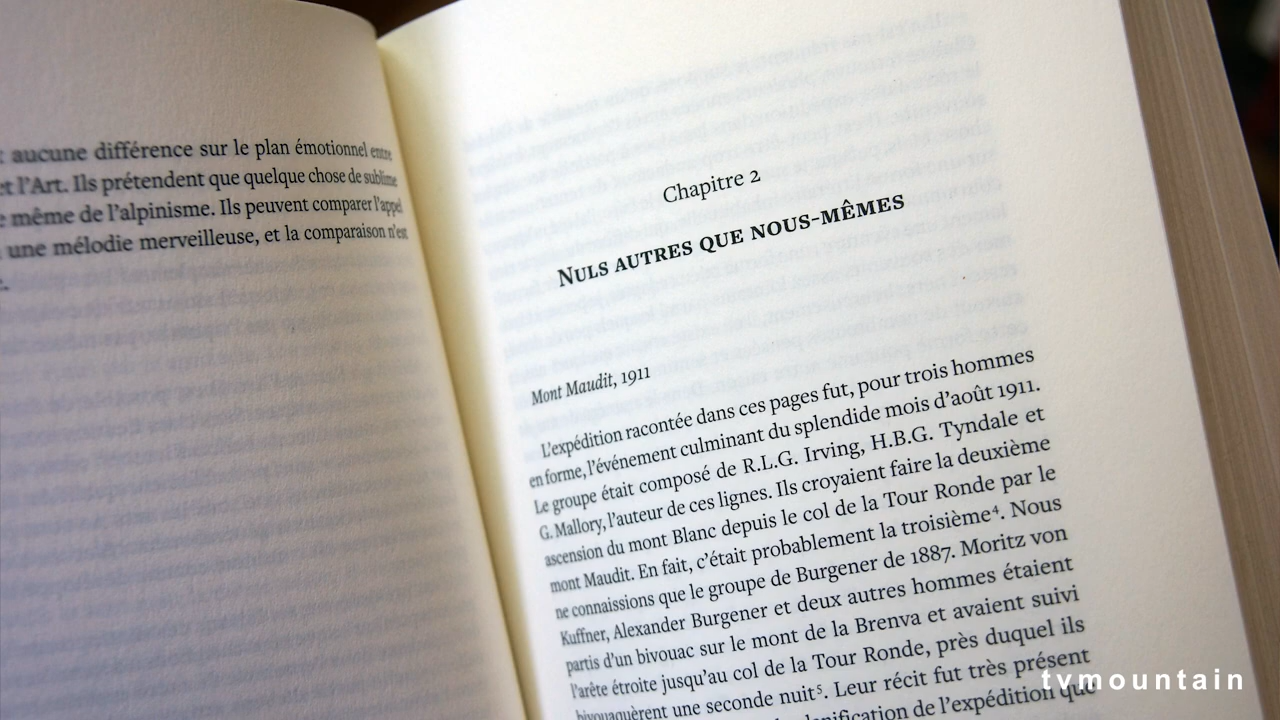 aucune différence sur le plan émotionnel entre
et l'Art. Ils prétendent que quelque chose de sublime
même de l'alpinisme. Ils peuvent comparer l'appel
une mélodie merveilleuse, et la comparaison n'est
Chapitre 2
NULS AUTRES QUE NOUS-MÊMES
Mont Maudit, 1911
L'expédition racontée dans ces pages fut, pour trois hommes
en forme, l'événement culminant du splendide mois d'août 1911.
Le groupe était composé de R.L.G. Irving, H.B.G. Tyndale et
G. Mallory, l'auteur de ces lignes. Ils croyaient faire la deuxième
ascension du mont Blanc depuis le col de la Tour Ronde par le
mont Maudit. En fait, c'était probablement la troisième⁴. Nous
ne connaissions que le groupe de Burgener de 1887. Moritz von
Kuffner, Alexander Burgener et deux autres hommes étaient
partis d'un bivouac sur le mont de la Brenva et avaient suivi
l'arête étroite jusqu'au col de la Tour Ronde, près duquel ils
bivouaquèrent une seconde nuit⁵. Leur récit fut très présent
planification de l'expédition que
tvmountain